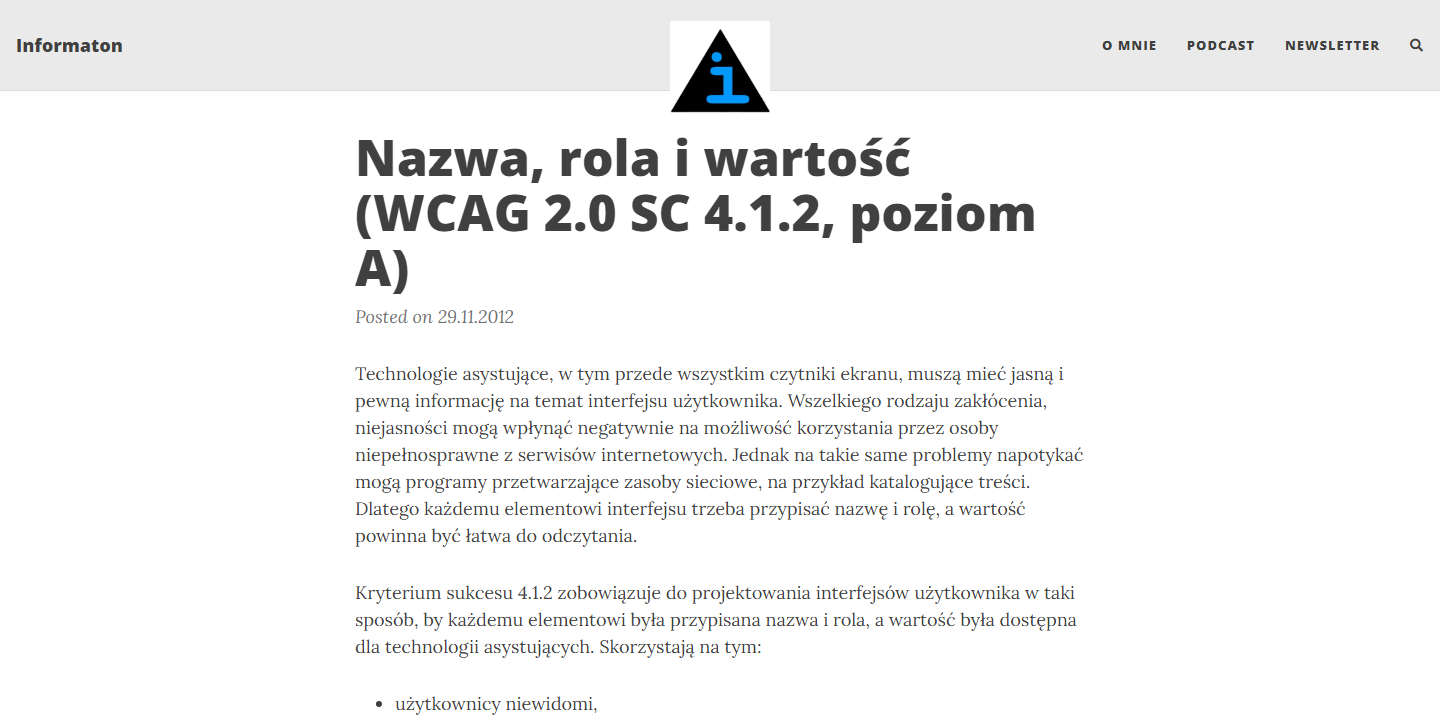 Informaton
i
O MNIE
PODCAST
NEWSLETTER
Nazwa, rola i wartość
(WCAG 2.0 SC 4.1.2, poziom
A)
Posted on 29.11.2012
Technologie asystujące, w tym przede wszystkim czytniki ekranu, muszą mieć jasną i
pewną informację na temat interfejsu użytkownika. Wszelkiego rodzaju zakłócenia,
niejasności mogą wpłynąć negatywnie na możliwość korzystania przez osoby
niepełnosprawne z serwisów internetowych. Jednak na takie same problemy napotykać
mogą programy przetwarzające zasoby sieciowe, na przykład katalogujące treści.
Dlatego każdemu elementowi interfejsu trzeba przypisać nazwę i rolę, a wartość
powinna być łatwa do odczytania.
Kryterium sukcesu 4.1.2 zobowiązuje do projektowania interfejsów użytkownika w taki
sposób, by każdemu elementowi była przypisana nazwa i rola, a wartość była dostępna
dla technologii asystujących. Skorzystają na tym:
• użytkownicy niewidomi,